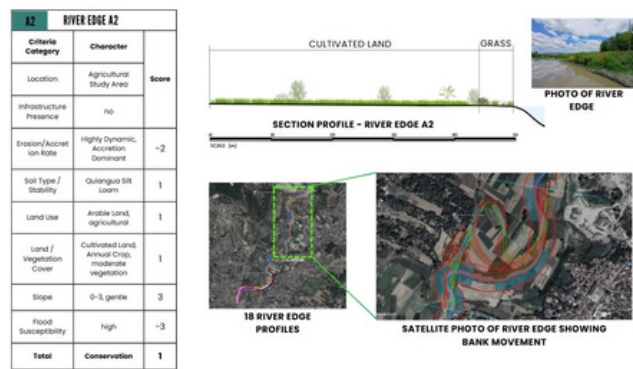 A2 RIVER EDGE A2
Criteria Category
Character
Score
Location
Agricultural Study Area
Infrastructure Presence
no
Erosion/Accretion Rate
Highly Dynamic, Accretion Dominant
-2
Soil Type / Stability
Quiangua Silt Loam
1
Land Use
Arable Land, agricultural
1
Land / Vegetation Cover
Cultivated Land, Annual Crop, moderate vegetation
1
Slope
0-3, gentle
3
Flood Susceptibility
high
-3
Total
Conservation
1
CULTIVATED LAND
GRASS
SECTION PROFILE - RIVER EDGE A2
SCALE (m)
PHOTO OF RIVER EDGE
18 RIVER EDGE PROFILES
SATELLITE PHOTO OF RIVER EDGE SHOWING BANK MOVEMENT